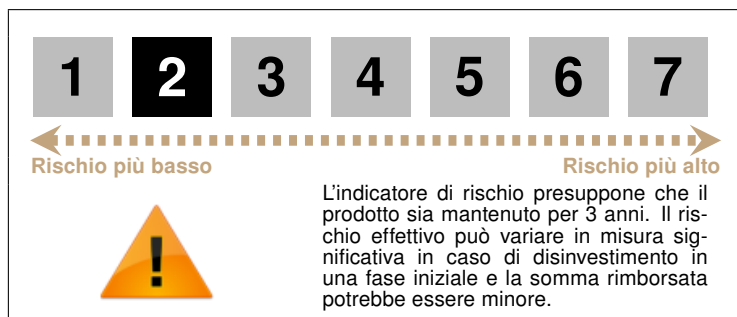 1 2 3 4 5 6 7
Rischio più basso Rischio più alto
L'indicatore di rischio presuppone che il
prodotto sia mantenuto per 3 anni. Il ris-
chio effettivo può variare in misura sig-
nificativa in caso di disinvestimento in
una fase iniziale e la somma rimborsata
potrebbe essere minore.